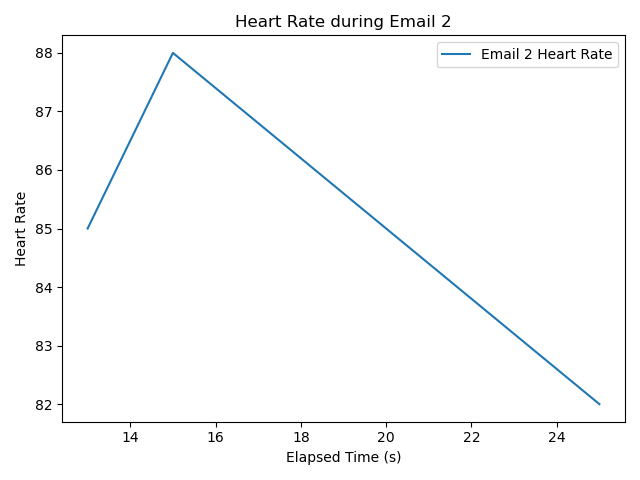 Heart Rate during Email 2
Email 2 Heart Rate
88
87
86
85
84
83
82
Heart Rate
14 16 18 20 22 24
Elapsed Time (s)